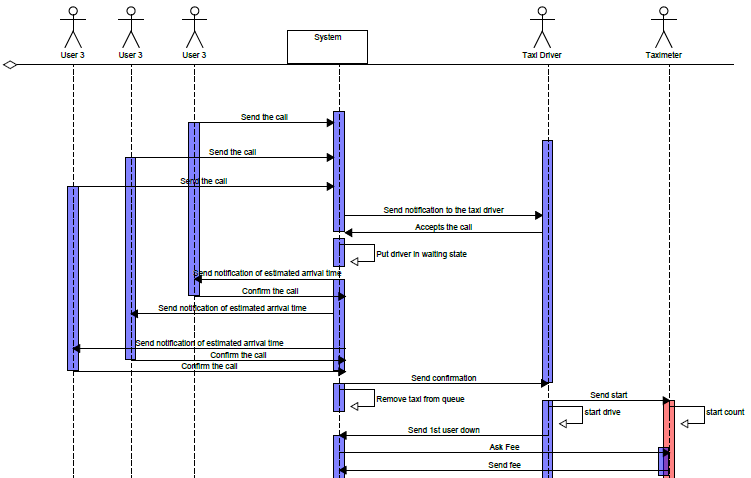 System
User 3
User 3
User 3
Taxi Driver
Taximeter
Send the call
Send the call
Send the call
Send notification to the taxi driver
Accepts the call
Put driver in waiting state
Send notification of estimated arrival time
Confirm the call
Send notification of estimated arrival time
Send notification of estimated arrival time
Confirm the call
Confirm the call
Send confirmation
Send start
Remove taxi from queue
start drive
start count
Send 1st user down
Ask Fee
Send fee